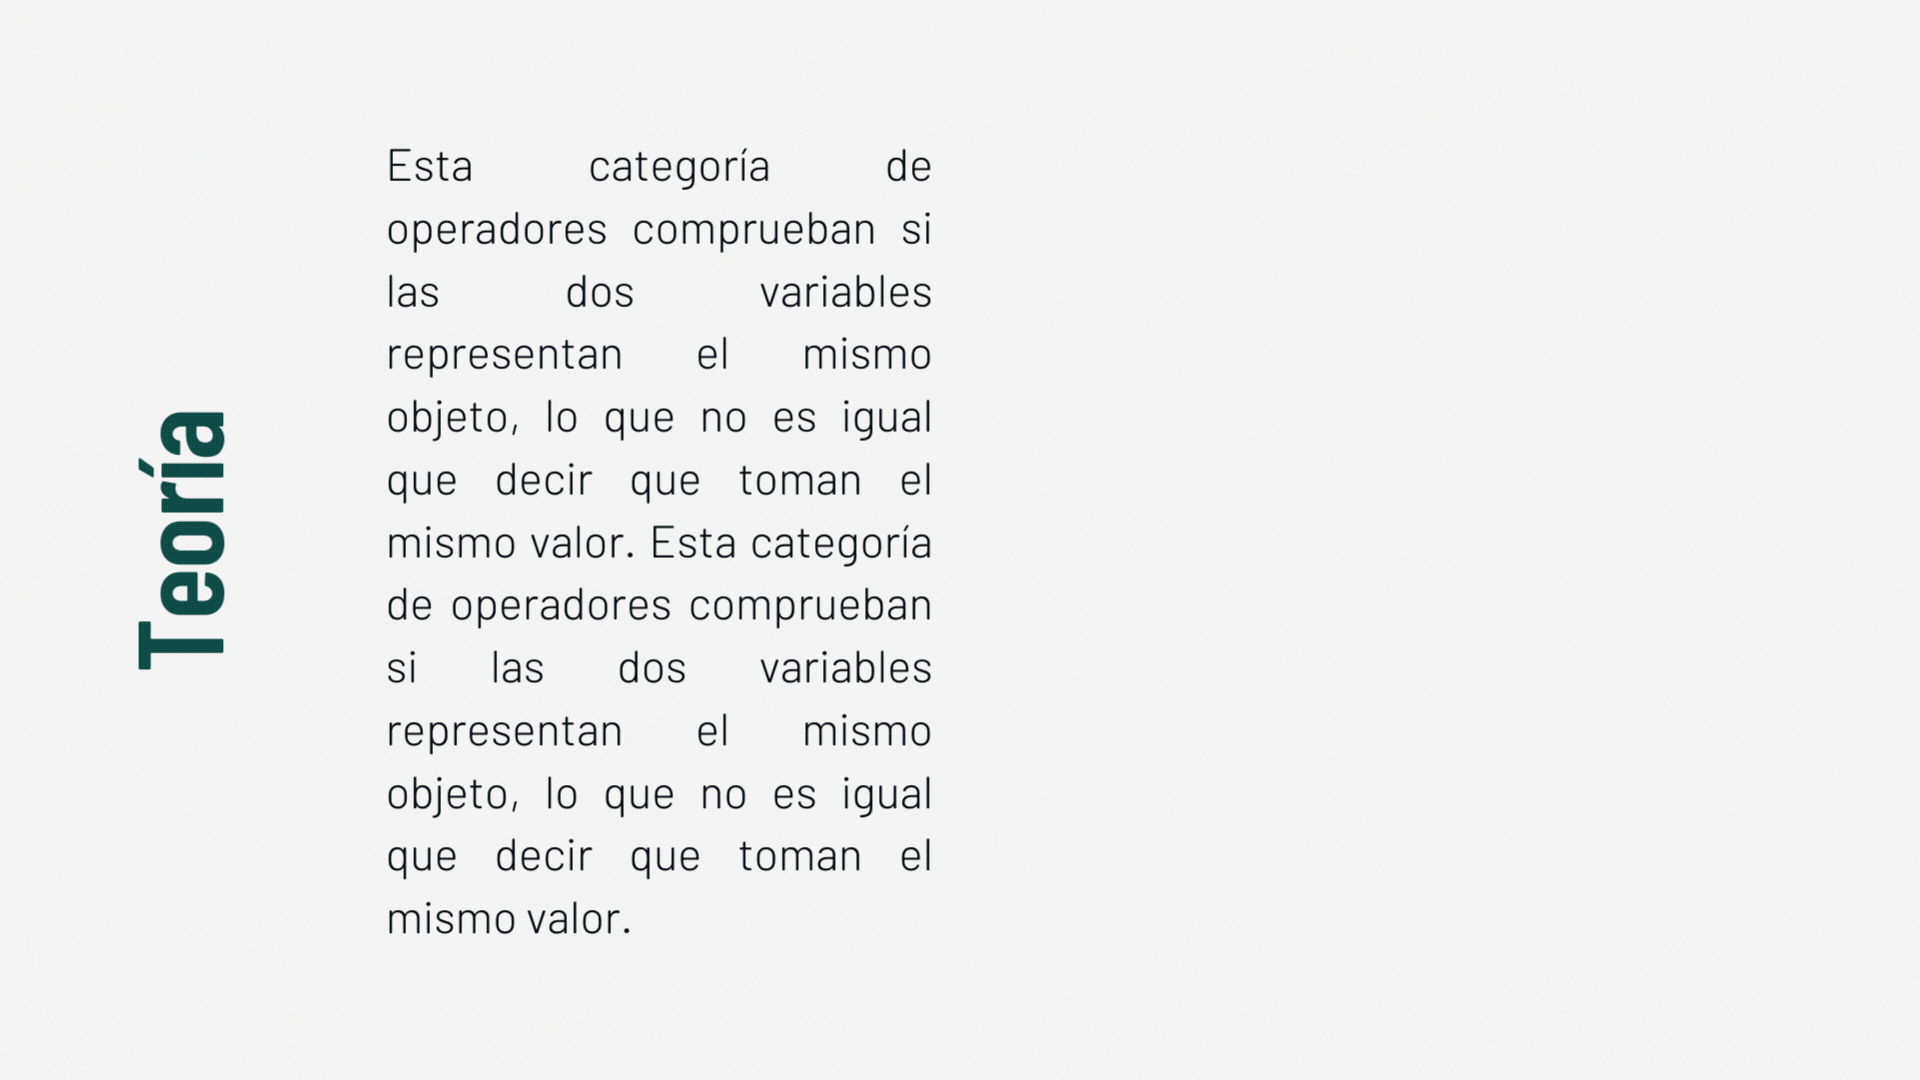 Teoría
Esta categoría de
operadores comprueban si
las dos variables
representan el mismo
objeto, lo que no es igual
que decir que toman el
mismo valor. Esta categoría
de operadores comprueban
si las dos variables
representan el mismo
objeto, lo que no es igual
que decir que toman el
mismo valor.